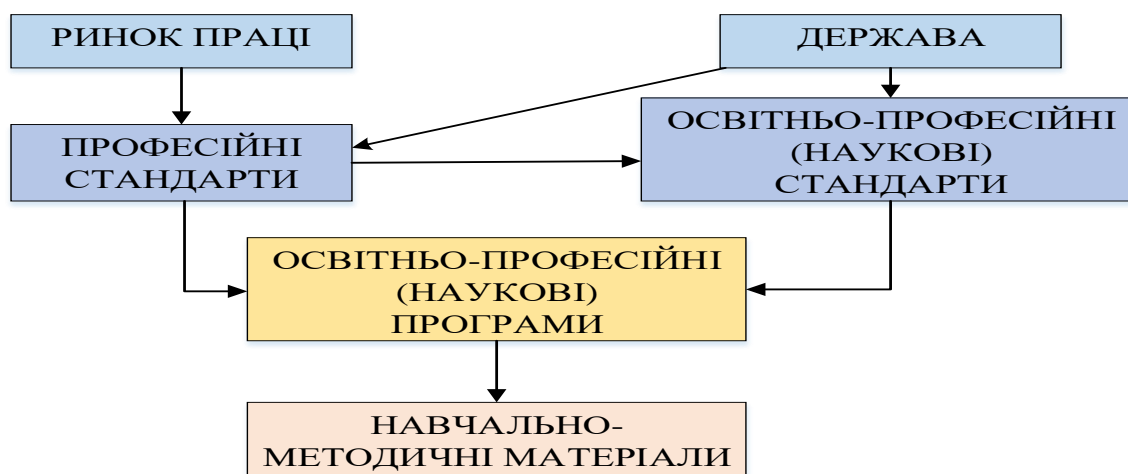 РИНОК ПРАЦІ
ДЕРЖАВА
ПРОФЕСІЙНІ
СТАНДАРТИ
ОСВІТНЬО-ПРОФЕСІЙНІ
(НАУКОВІ)
СТАНДАРТИ
ОСВІТНЬО-ПРОФЕСІЙНІ
(НАУКОВІ)
ПРОГРАМИ
НАВЧАЛЬНО-
МЕТОДИЧНІ МАТЕРІАЛИ